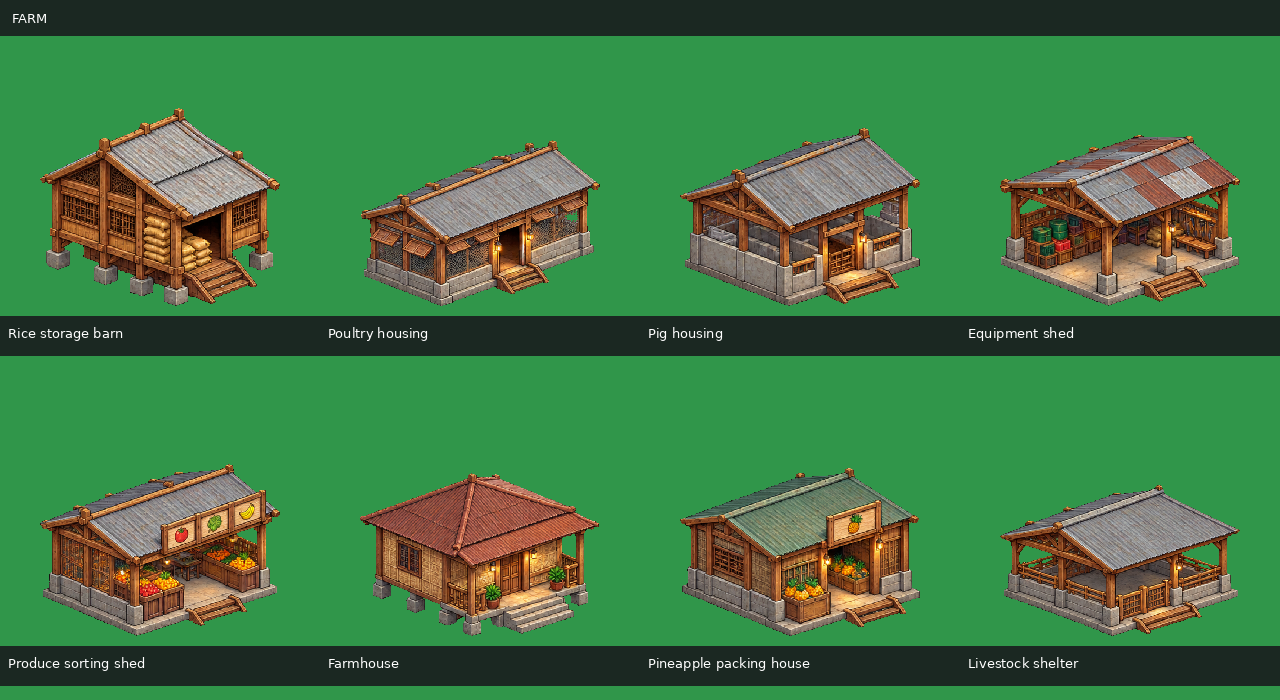 FARM
Rice storage barn
Poultry housing
Pig housing
Equipment shed
Produce sorting shed
Farmhouse
Pineapple packing house
Livestock shelter